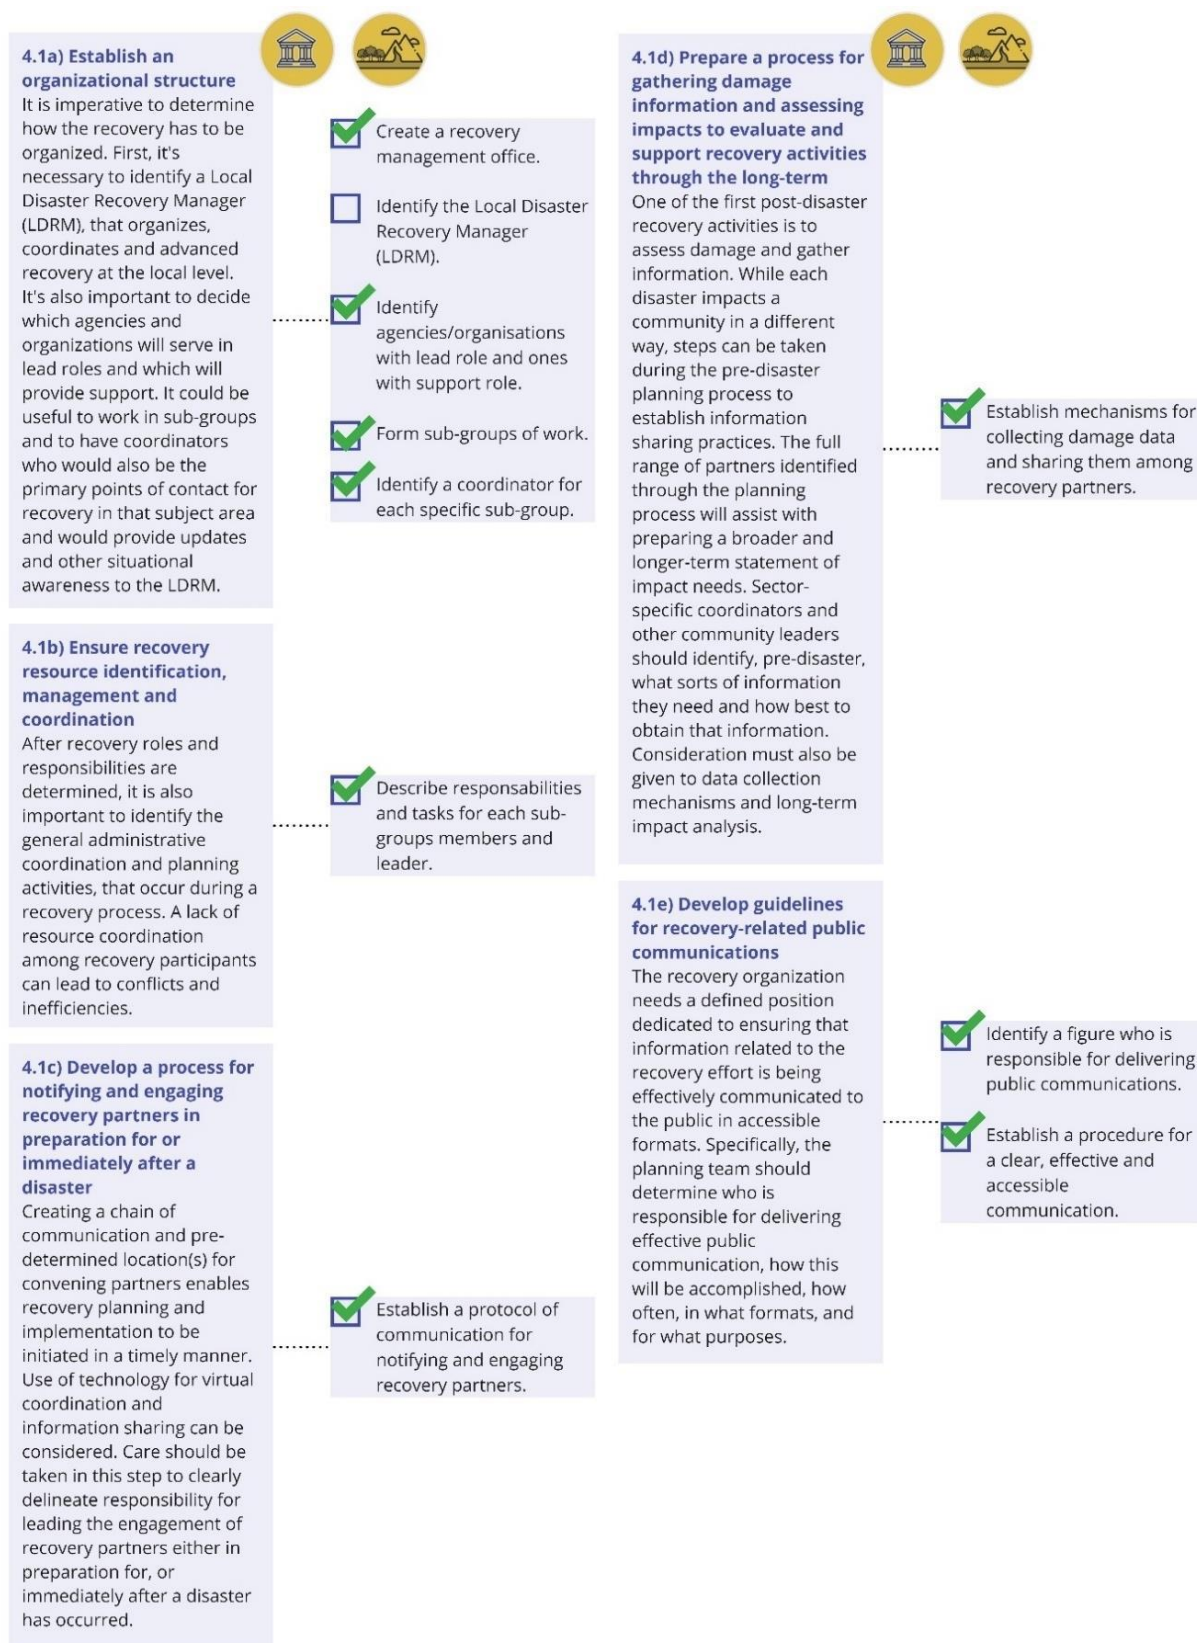 4.1a) Establish an
organizational structure
It is imperative to determine
how the recovery has to be
organized. First, it's
necessary to identify a Local
Disaster Recovery Manager
(LDRM), that organizes,
coordinates and advanced
recovery at the local level.
It's also important to decide
which agencies and
organizations will serve in
lead roles and which will
provide support. It could be
useful to work in sub-groups
and to have coordinators
who would also be the
primary points of contact for
recovery in that subject area
and would provide updates
and other situational
awareness to the LDRM.
Create a recovery
management office.
Identify the Local Disaster
Recovery Manager
(LDRM).
Identify
agencies/organisations
with lead role and ones
with support role.
Form sub-groups of work.
Identify a coordinator for
each specific sub-group.
4.1b) Ensure recovery
resource identification,
management and
coordination
After recovery roles and
responsibilities are
determined, it is also
important to identify the
general administrative
coordination and planning
activities, that occur during a
recovery process. A lack of
resource coordination
among recovery participants
can lead to conflicts and
inefficiencies.
Describe responsabilities
and tasks for each sub-
groups members and
leader.
4.1c) Develop a process for
notifying and engaging
recovery partners in
preparation for or
immediately after a
disaster
Creating a chain of
communication and pre-
determined location(s) for
convening partners enables
recovery planning and
implementation to be
initiated in a timely manner.
Use of technology for virtual
coordination and
information sharing can be
considered. Care should be
taken in this step to clearly
delineate responsibility for
leading the engagement of
recovery partners either in
preparation for, or
immediately after a disaster
has occurred.
Establish a protocol of
communication for
notifying and engaging
recovery partners.
4.1d) Prepare a process for
gathering damage
information and assessing
impacts to evaluate and
support recovery activities
through the long-term
One of the first post-disaster
recovery activities is to
assess damage and gather
information. While each
disaster impacts a
community in a different
way, steps can be taken
during the pre-disaster
planning process to
establish information
sharing practices. The full
range of partners identified
through the planning
process will assist with
preparing a broader and
longer-term statement of
impact needs. Sector-
specific coordinators and
other community leaders
should identify, pre-disaster,
what sorts of information
they need and how best to
obtain that information.
Consideration must also be
given to data collection
mechanisms and long-term
impact analysis.
Establish mechanisms for
collecting damage data
and sharing them among
recovery partners.
4.1e) Develop guidelines
for recovery-related public
communications
The recovery organization
needs a defined position
dedicated to ensuring that
information related to the
recovery effort is being
effectively communicated to
the public in accessible
formats. Specifically, the
planning team should
determine who is
responsible for delivering
effective public
communication, how this
will be accomplished, how
often, in what formats, and
for what purposes.
Identify a figure who is
responsible for delivering
public communications.
Establish a procedure for
a clear, effective and
accessible
communication.